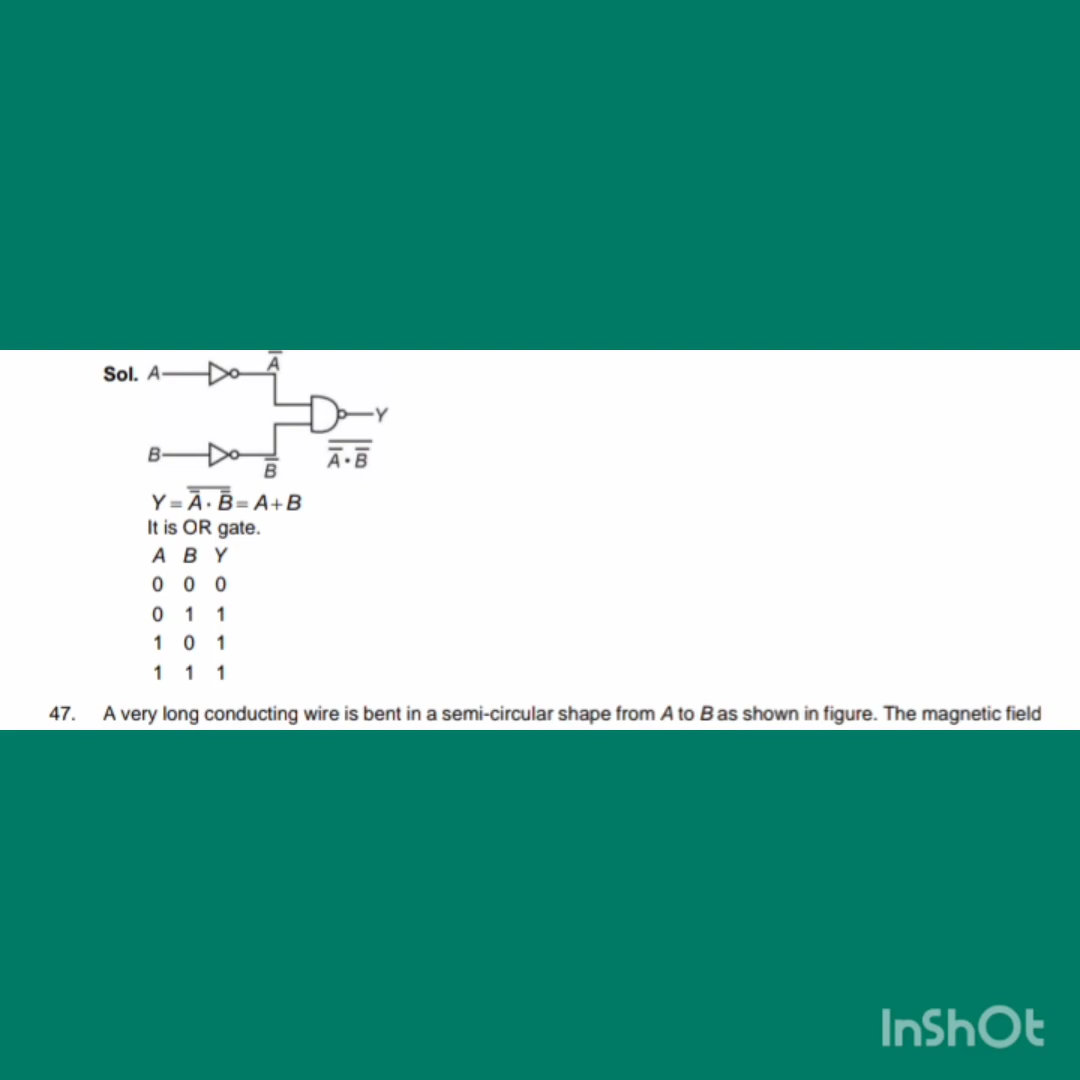 Sol. A
A̅
Y
B
B̅
\overline{A̅ · B̅}
Y = \overline{A̅ · B̅} = A + B
It is OR gate.
A B Y
0 0 0
0 1 1
1 0 1
1 1 1
47. A very long conducting wire is bent in a semi-circular shape from A to B as shown in figure. The magnetic field
InShOt